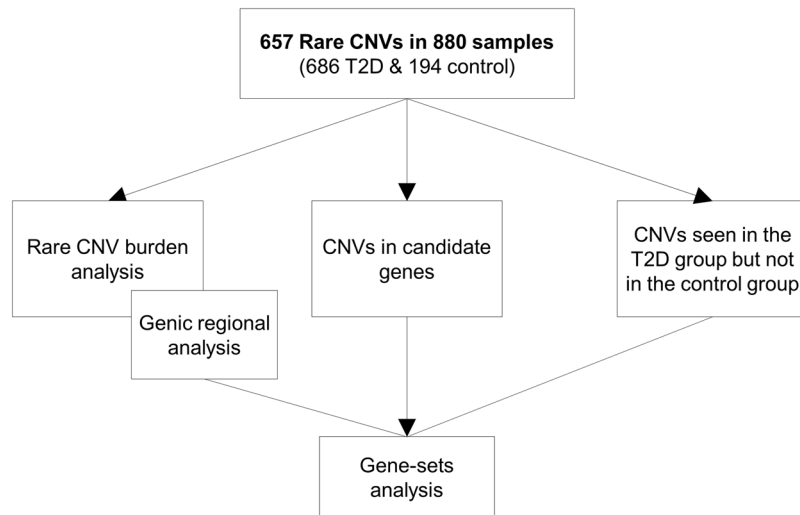 657 Rare CNVs in 880 samples
(686 T2D & 194 control)
Rare CNV burden
analysis
Genic regional
analysis
CNVs in candidate
genes
CNVs seen in the
T2D group but not
in the control group
Gene-sets
analysis